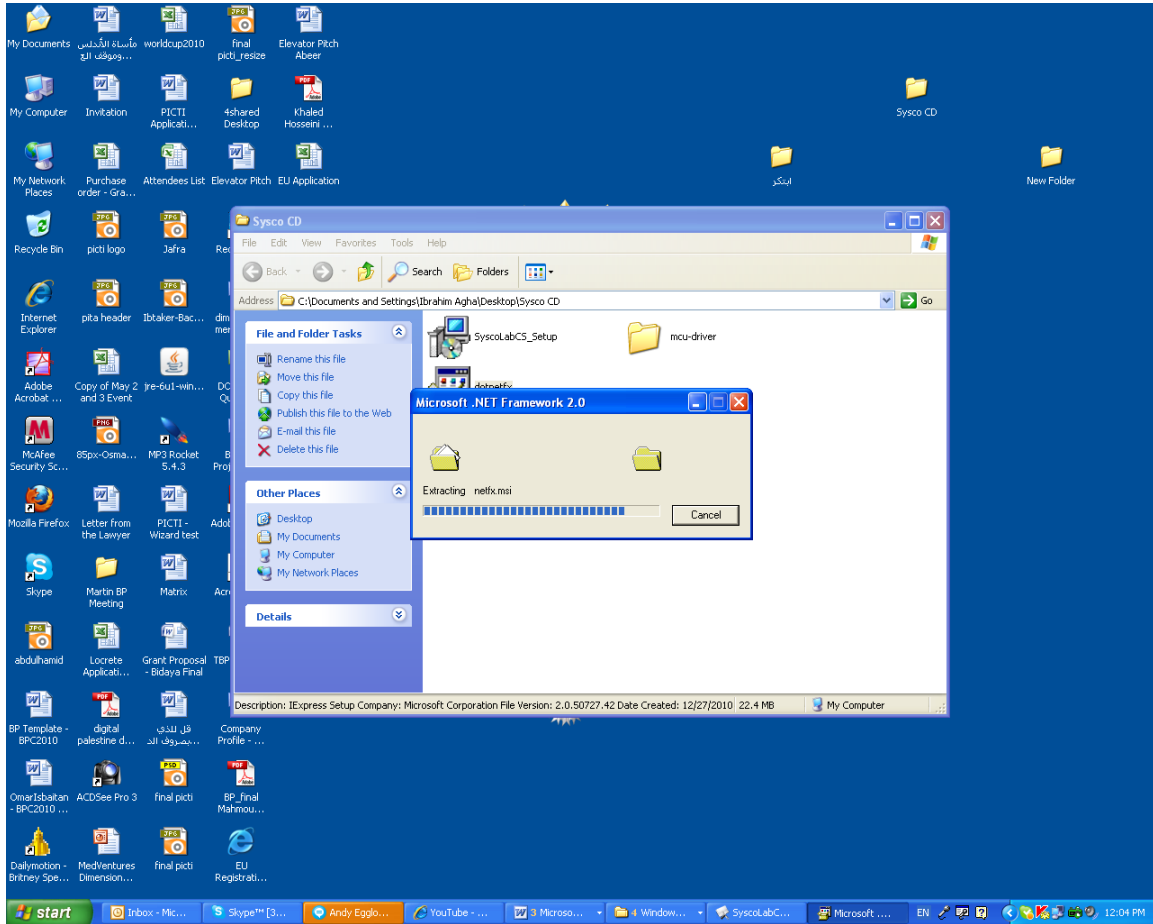 My Documents
مأساة الأندلس
وموقف الع...
worldcup2010
final
picti_resize
Elevator Pitch
Abeer
My Computer
Invitation
PICTI
Applicati...
4shared
Desktop
Khaled
Hosseini ...
Sysco CD
My Network
Places
Purchase
order - Gra...
Attendees List
Elevator Pitch
EU Application
ابتكر
New Folder
Recycle Bin
picti logo
Jafra
Rec
Internet
Explorer
pita header
Ibtaker-Bac...
dim
mer
Adobe
Acrobat ...
Copy of May 2
and 3 Event
jre-6u1-win...
DC
Qu
McAfee
Security Sc...
85px-Osma...
MP3 Rocket
5.4.3
B
Proj
Mozilla Firefox
Letter from
the Lawyer
PICTI -
Wizard test
Adob
Skype
Martin BP
Meeting
Matrix
Acro
abdulhamid
Locrete
Applicati...
Grant Proposal
- Bidaya Final
TBP
BP Template -
BPC2010
digital
palestine d...
قل للذي
بصروف الد...
Company
Profile - ...
OmarIsbaitan
- BPC2010 ...
ACDSee Pro 3
final picti
BP_final
Mahmou...
Dailymotion -
Britney Spe...
MedVentures
Dimension...
final picti
EU
Registrati...
Sysco CD
File Edit View Favorites Tools Help
Back Search Folders
Address C:\Documents and Settings\Ibrahim Agha\Desktop\Sysco CD Go
File and Folder Tasks
Rename this file
Move this file
Copy this file
Publish this file to the Web
E-mail this file
Delete this file
Other Places
Desktop
My Documents
My Computer
My Network Places
Details
SyscoLabC5_Setup
mcu-driver
dotnetfx
Microsoft .NET Framework 2.0
Extracting netfx.msi
Cancel
Description: IExpress Setup Company: Microsoft Corporation File Version: 2.0.50727.42 Date Created: 12/27/2010 22.4 MB My Computer
start Inbox - Mic... Skype™ [3... Andy Egglo... YouTube - ... 3 Microso... 4 Window... SyscoLabC... Microsoft .... EN 12:04 PM